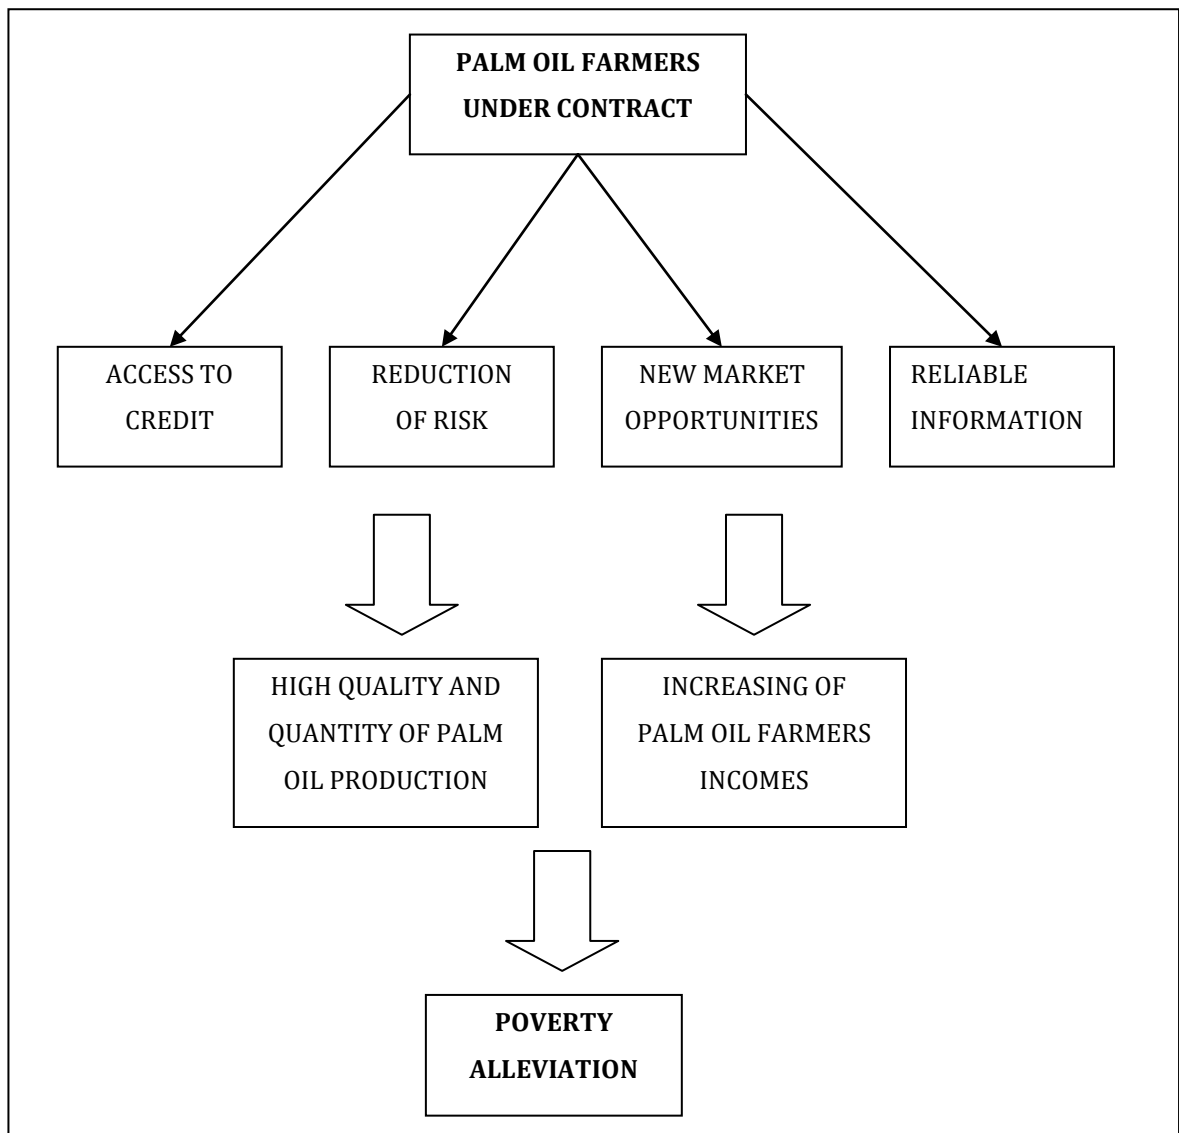 PALM OIL FARMERS
UNDER CONTRACT
ACCESS TO
CREDIT
REDUCTION
OF RISK
NEW MARKET
OPPORTUNITIES
RELIABLE
INFORMATION
HIGH QUALITY AND
QUANTITY OF PALM
OIL PRODUCTION
INCREASING OF
PALM OIL FARMERS
INCOMES
POVERTY
ALLEVIATION